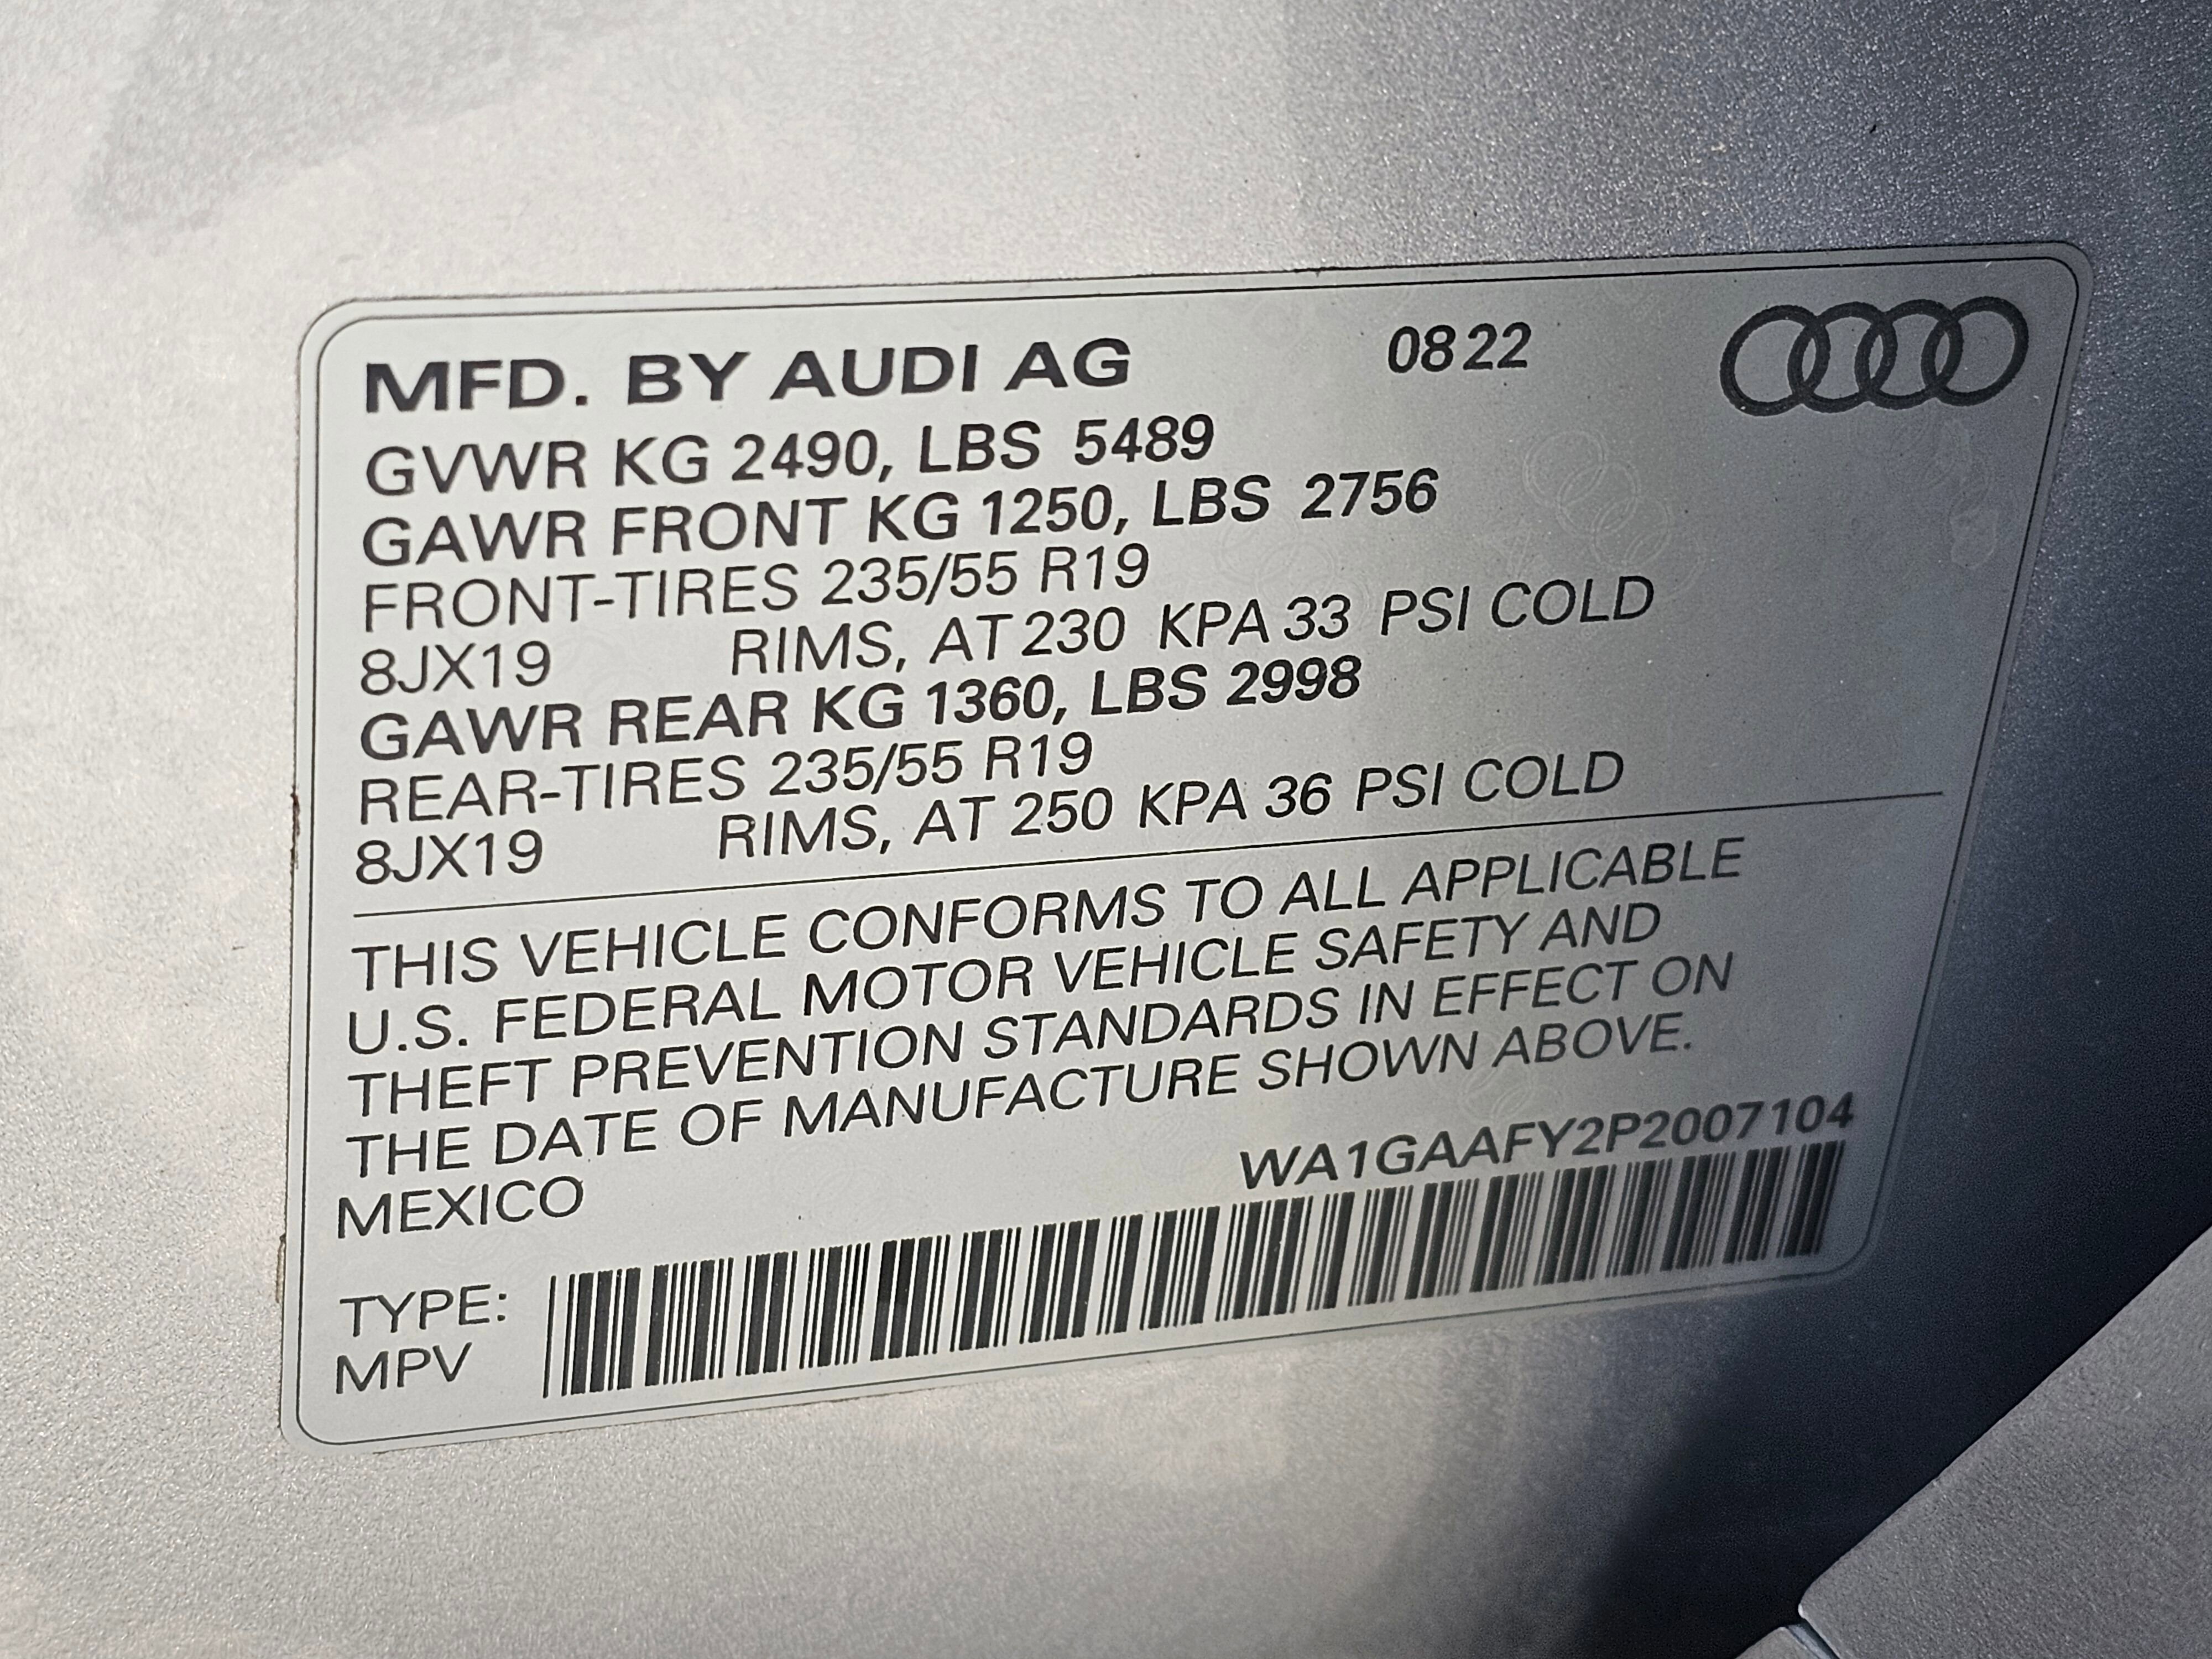 MFD. BY AUDI AG 0822
GVWR KG 2490, LBS 5489
GAWR FRONT KG 1250, LBS 2756
FRONT-TIRES 235/55 R19
8JX19 RIMS, AT 230 KPA 33 PSI COLD
GAWR REAR KG 1360, LBS 2998
REAR-TIRES 235/55 R19
8JX19 RIMS, AT 250 KPA 36 PSI COLD
THIS VEHICLE CONFORMS TO ALL APPLICABLE
U.S. FEDERAL MOTOR VEHICLE SAFETY AND
THEFT PREVENTION STANDARDS IN EFFECT ON
THE DATE OF MANUFACTURE SHOWN ABOVE.
MEXICO WA1GAAFY2P2007104
TYPE:
MPV